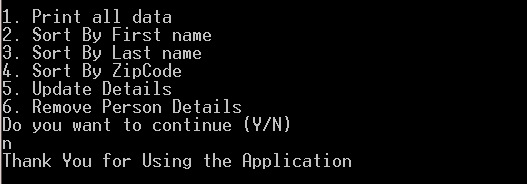 1. Print all data
2. Sort By First name
3. Sort By Last name
4. Sort By ZipCode
5. Update Details
6. Remove Person Details
Do you want to continue (Y/N)
n
Thank You for Using the Application